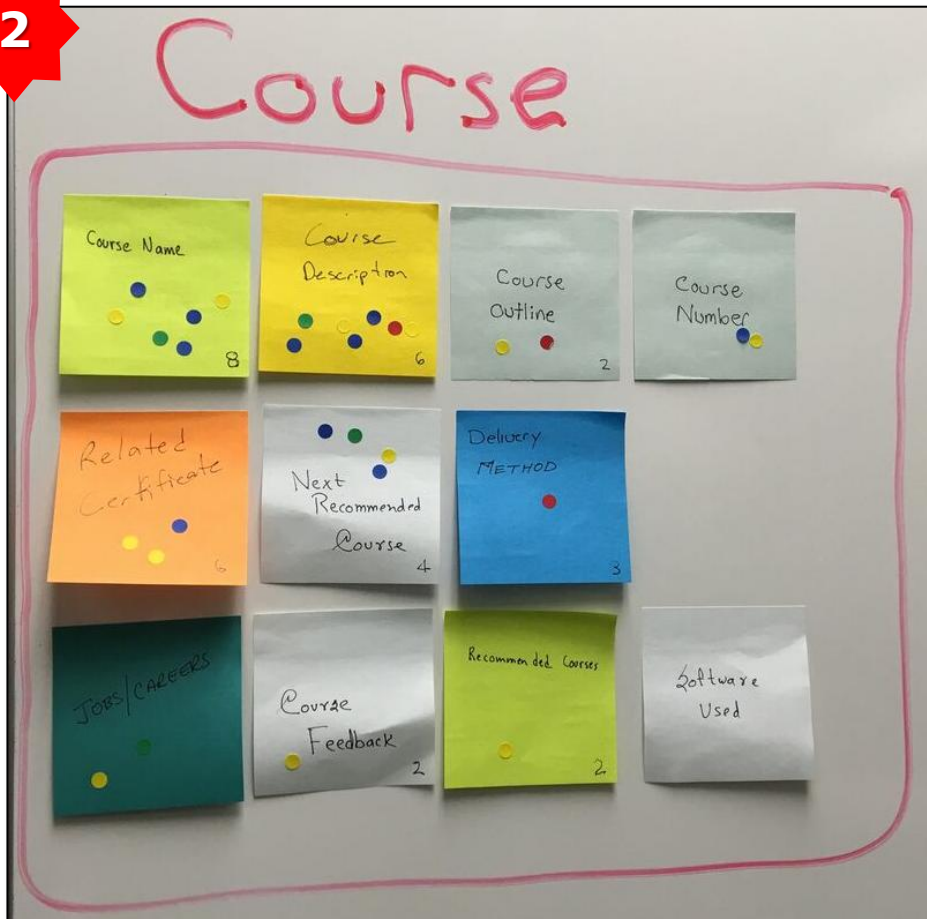 2
Course
Course Name
8
Course
Description
6
Course
Outline
2
Course
Number
Related
Certificate
6
Next
Recommended
Course
4
Delivery
METHOD
3
JOBS/CAREERS
Course
Feedback
2
Recommended Courses
2
Software
Used